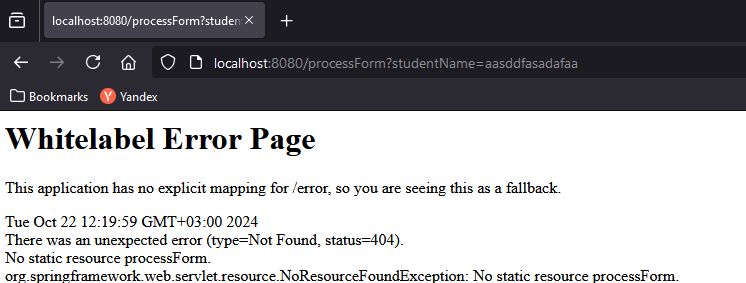 localhost:8080/processForm?studen
localhost:8080/processForm?studentName=aasddfasadafaa
Bookmarks Yandex
Whitelabel Error Page
This application has no explicit mapping for /error, so you are seeing this as a fallback.
Tue Oct 22 12:19:59 GMT+03:00 2024
There was an unexpected error (type=Not Found, status=404).
No static resource processForm.
org.springframework.web.servlet.resource.NoResourceFoundException: No static resource processForm.